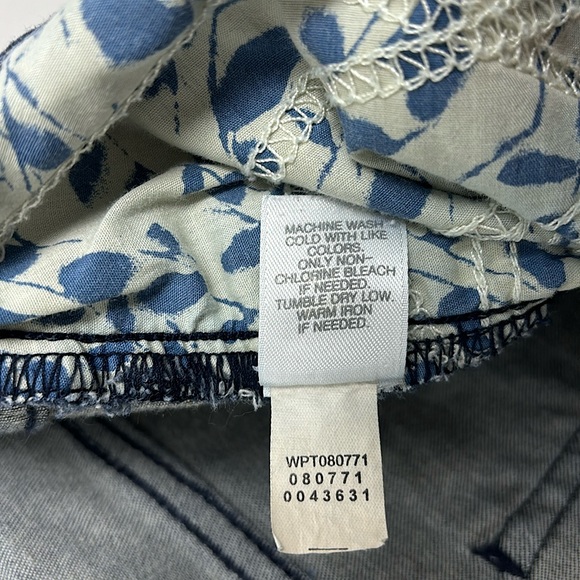 MACHINE WASH
COLD WITH LIKE
COLORS.
ONLY NON-
CHLORINE BLEACH
IF NEEDED.
TUMBLE DRY LOW.
WARM IRON
IF NEEDED.
WPT080771
080771
0043631